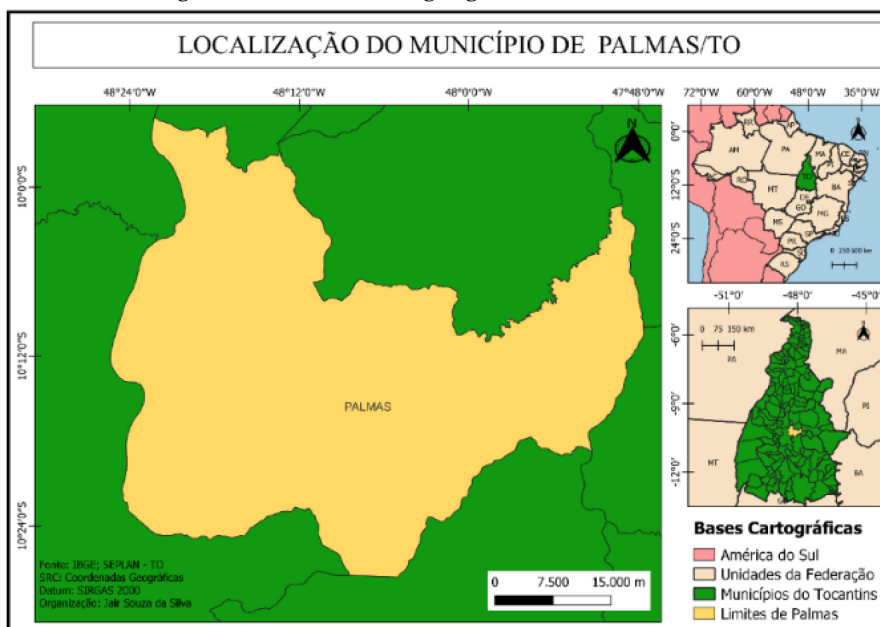 LOCALIZAÇÃO DO MUNICÍPIO DE PALMAS/TO
48°24'0"W 48°12'0"W 48°0'0"W 47°48'0"W
10°0'0"S
10°12'0"S
10°24'0"S
N
PALMAS
Fonte: IBGE; SEPLAN - TO
SRC: Coordenadas Geográficas
Datum: SIRGAS 2000
Organização: Jair Souza da Silva
0 7.500 15.000 m
72°0'W 60°0'W 48°0'W 36°0'W
0°0'
12°0'S
24°0'S
RR AP
AM PA MA CE
PI
RO TO
MT BA
GO
MS MG
SP
PR
RS
-51°0' -48°0' -45°0'
-6°0'
-9°0'
-12°0'
0 75 150 km
PA MA
PI
MT BA
Bases Cartográficas
América do Sul
Unidades da Federação
Municípios do Tocantins
Limites de Palmas